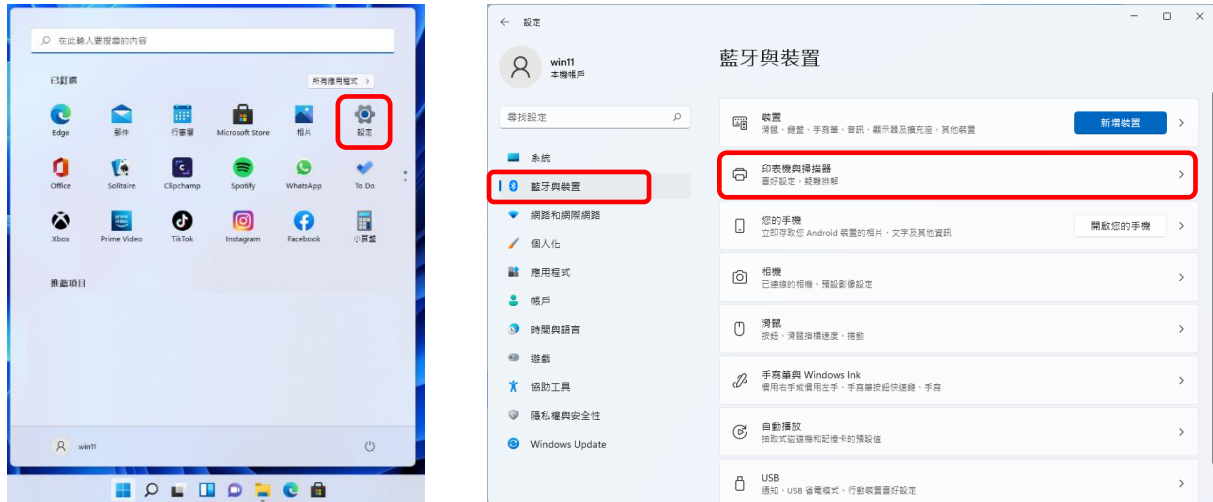 在此輸入要搜尋的內容
已釘選
所有應用程式 >
Edge
郵件
行事曆
Microsoft Store
相片
設定
Office
Solitaire
Clipchamp
Spotify
WhatsApp
To Do
Xbox
prime video
Prime Video
TikTok
Instagram
Facebook
小算盤
推薦項目
win11
← 設定
win11
本機帳戶
尋找設定
系統
藍牙與裝置
網路和網際網路
個人化
應用程式
帳戶
時間與語言
遊戲
協助工具
隱私權與安全性
Windows Update
藍牙與裝置
裝置
滑鼠、鍵盤、手寫筆、音訊、顯示器及擴充座，其他裝置
新增裝置
印表機與掃描器
喜好設定，疑難排解
您的手機
立即存取您 Android 裝置的相片、文字及其他資訊
開啟您的手機
相機
已連線的相機、預設影像設定
滑鼠
按鈕、滑鼠指標速度、捲動
手寫筆與 Windows Ink
慣用右手或慣用左手、手寫筆按鈕快速鍵、手寫
自動播放
抽取式磁碟機和記憶卡的預設值
USB
通知、USB 省電模式、行動裝置喜好設定